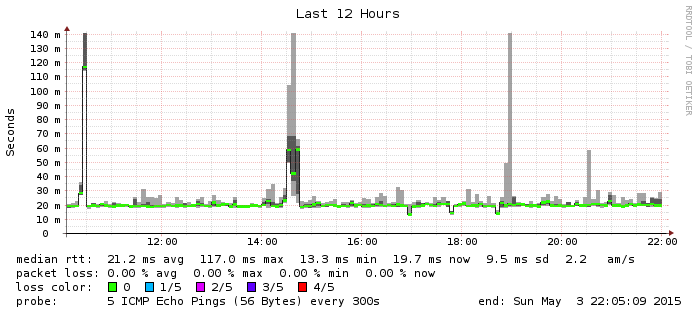 Last 12 Hours
RRDTOOL / TOBI OETIKER
Seconds
140 m
130 m
120 m
110 m
100 m
90 m
80 m
70 m
60 m
50 m
40 m
30 m
20 m
10 m
0
12:00 14:00 16:00 18:00 20:00 22:00
median rtt: 21.2 ms avg 117.0 ms max 13.3 ms min 19.7 ms now 9.5 ms sd 2.2 am/s
packet loss: 0.00 % avg 0.00 % max 0.00 % min 0.00 % now
loss color: 0 1/5 2/5 3/5 4/5
probe: 5 ICMP Echo Pings (56 Bytes) every 300s end: Sun May 3 22:05:09 2015